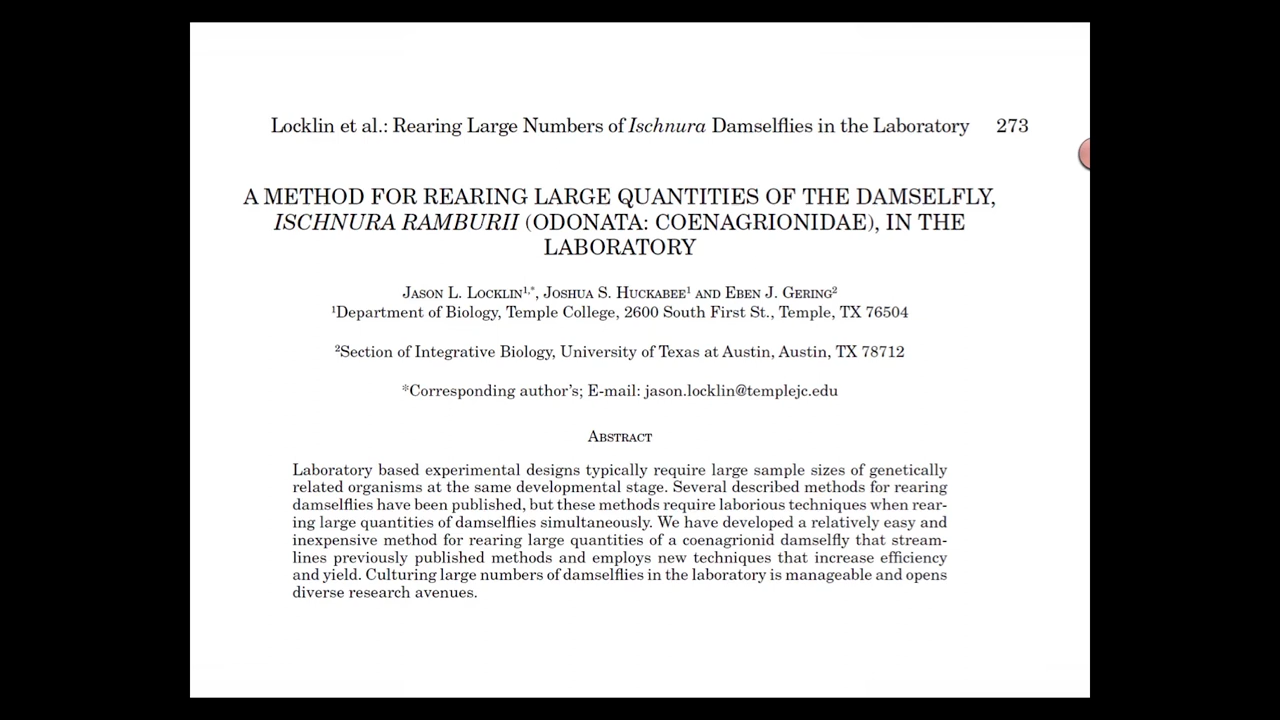 Locklin et al.: Rearing Large Numbers of Ischnura Damselflies in the Laboratory 273
A METHOD FOR REARING LARGE QUANTITIES OF THE DAMSELFLY,
ISCHNURA RAMBURII (ODONATA: COENAGRIONIDAE), IN THE
LABORATORY
Jason L. Locklin1,*, Joshua S. Huckabee1 and Eben J. Gering2
1Department of Biology, Temple College, 2600 South First St., Temple, TX 76504
2Section of Integrative Biology, University of Texas at Austin, Austin, TX 78712
*Corresponding author's; E-mail: jason.locklin@templejc.edu
Abstract
Laboratory based experimental designs typically require large sample sizes of genetically
related organisms at the same developmental stage. Several described methods for rearing
damselflies have been published, but these methods require laborious techniques when rear-
ing large quantities of damselflies simultaneously. We have developed a relatively easy and
inexpensive method for rearing large quantities of a coenagrionid damselfly that stream-
lines previously published methods and employs new techniques that increase efficiency
and yield. Culturing large numbers of damselflies in the laboratory is manageable and opens
diverse research avenues.